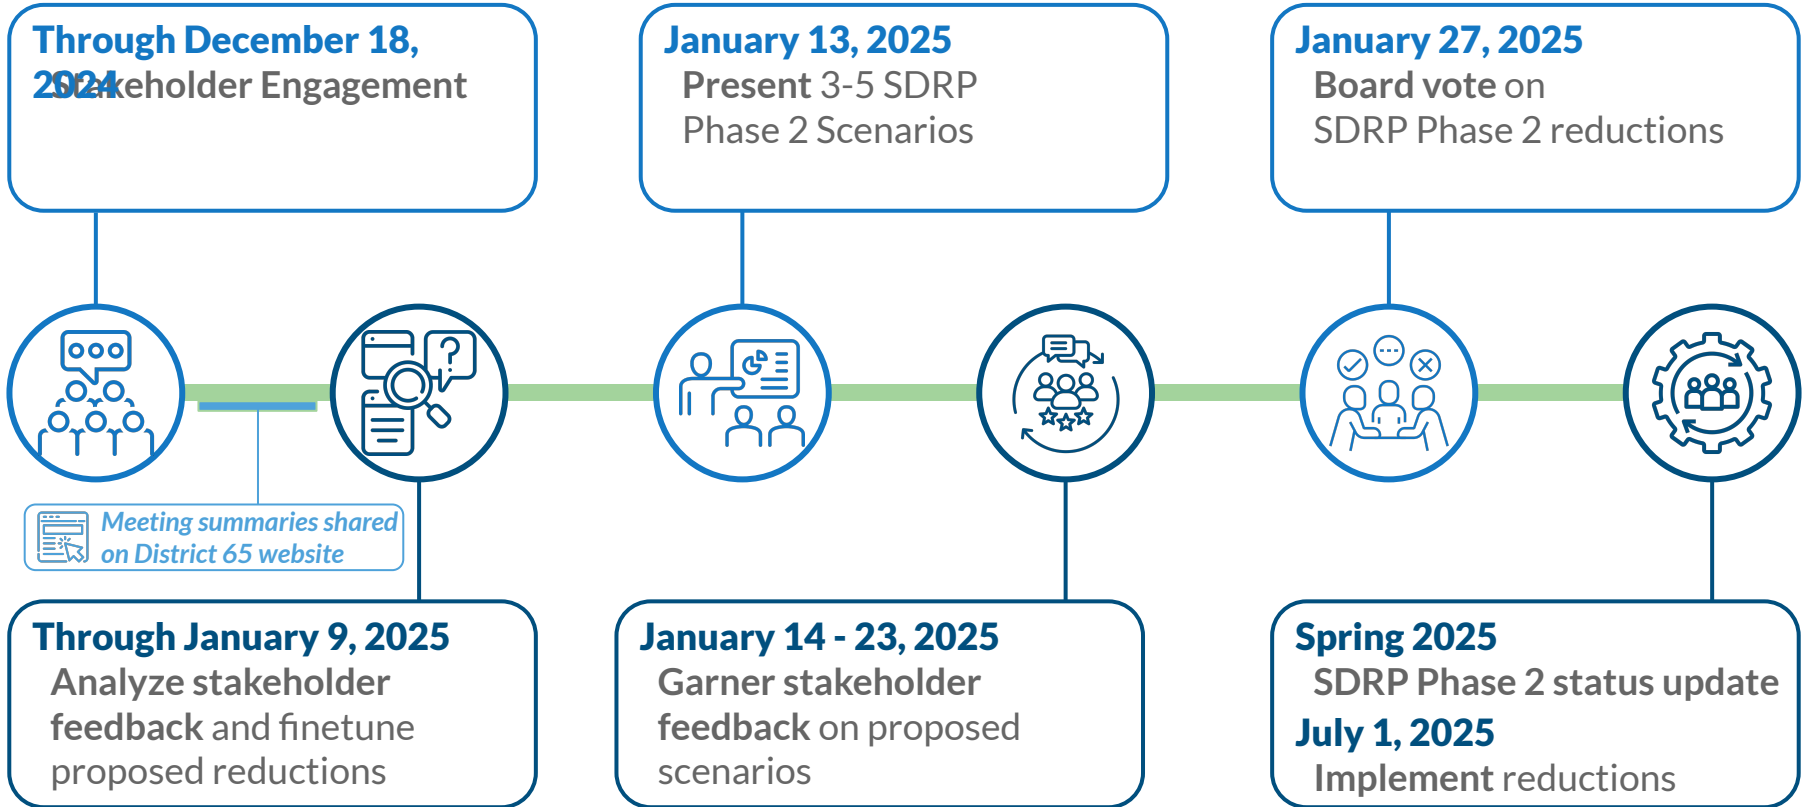 Through December 18,
2024
Stakeholder Engagement
January 13, 2025
Present 3-5 SDRP
Phase 2 Scenarios
January 27, 2025
Board vote on
SDRP Phase 2 reductions
?
Meeting summaries shared
on District 65 website
Through January 9, 2025
Analyze stakeholder
feedback and finetune
proposed reductions
January 14 - 23, 2025
Garner stakeholder
feedback on proposed
scenarios
Spring 2025
SDRP Phase 2 status update
July 1, 2025
Implement reductions